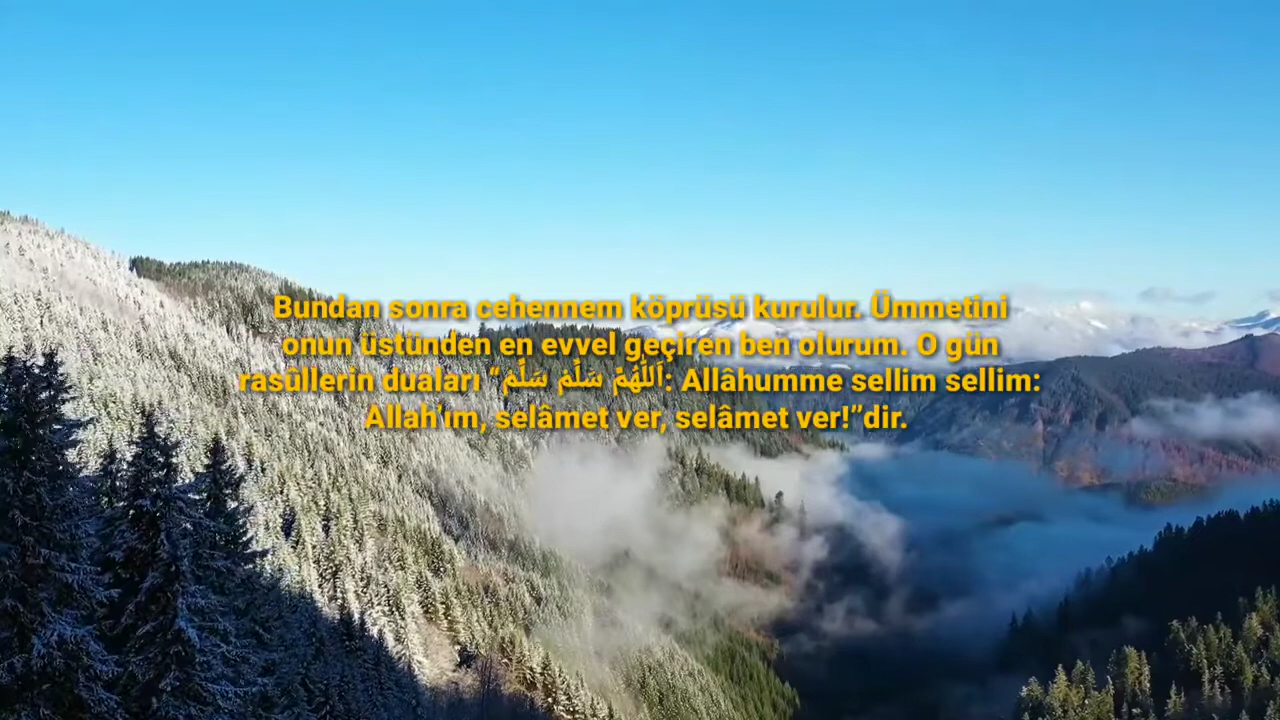 Bundan sonra cehennem köprüsü kurulur. Ümmetini
onun üstünden en evvel geçiren ben olurum. O gün
rasûllerin duaları “اَللّٰهُمَّ سَلِّمْ سَلِّمْ: Allâhumme sellim sellim:
Allah’ım, selâmet ver, selâmet ver!”dir.